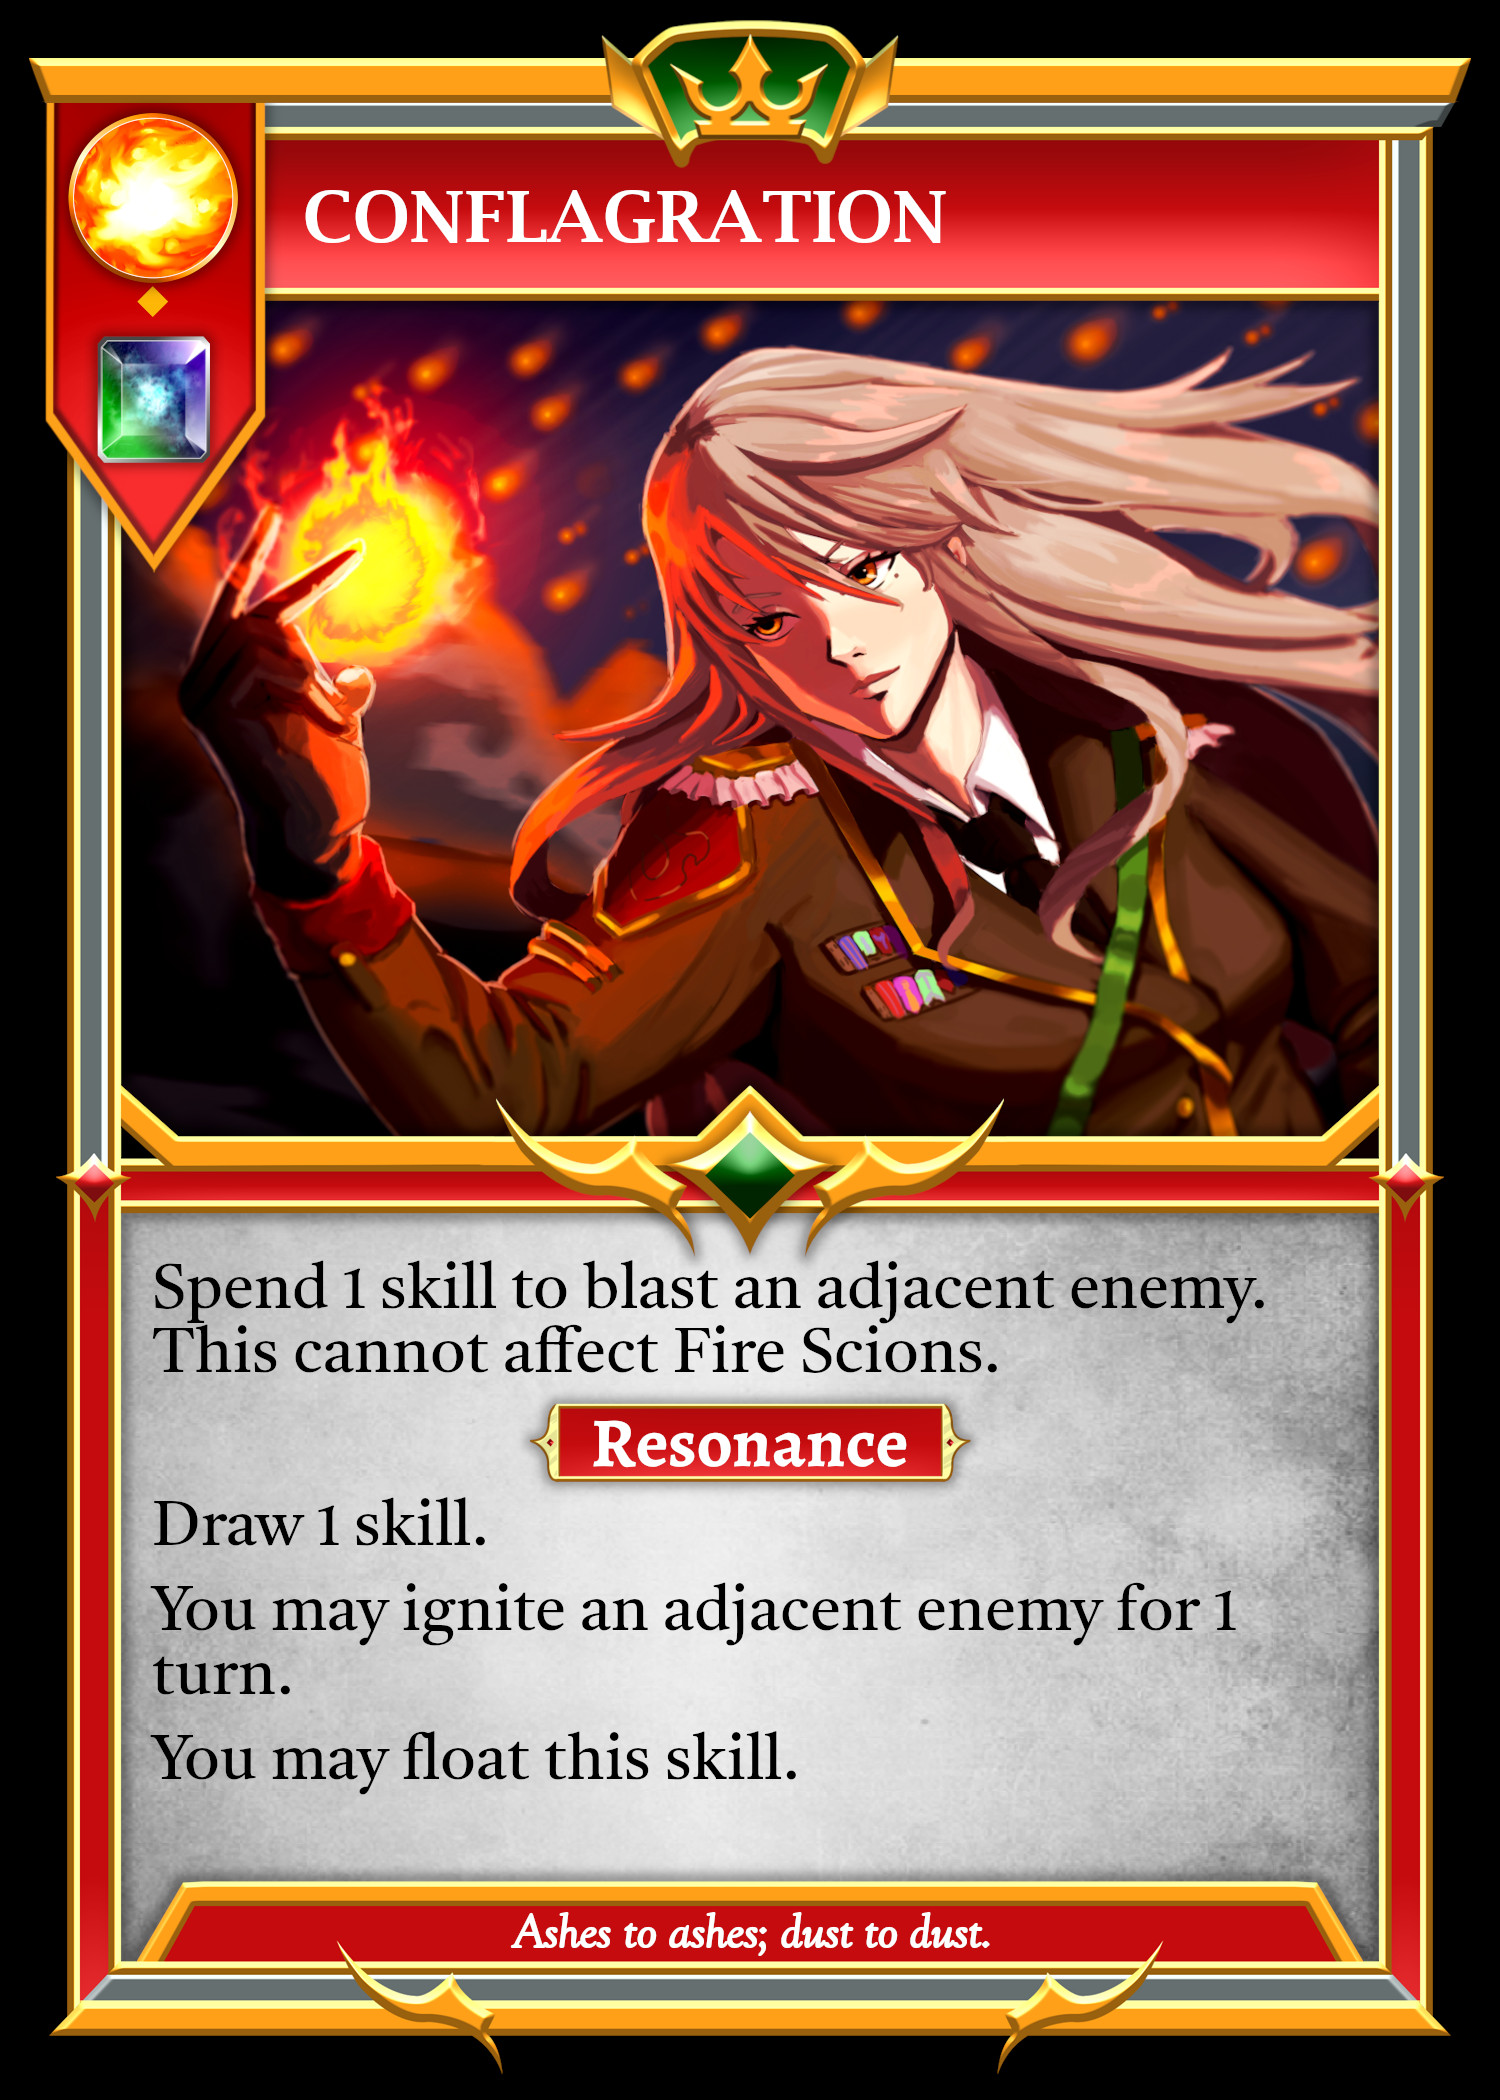 CONFLAGRATION
Spend 1 skill to blast an adjacent enemy.
This cannot affect Fire Scions.
Resonance
Draw 1 skill.
You may ignite an adjacent enemy for 1
turn.
You may float this skill.
Ashes to ashes; dust to dust.